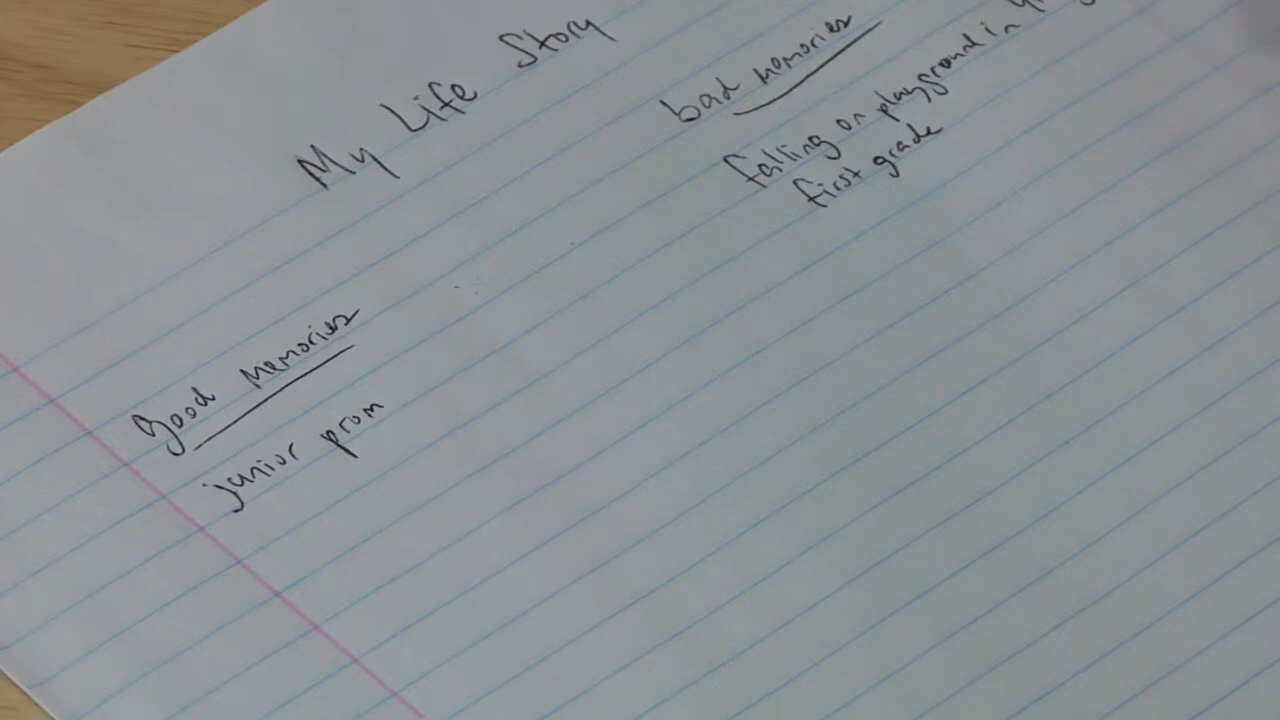 My Life Story
bad memories
falling on playground in
first grade
good memories
junior prom